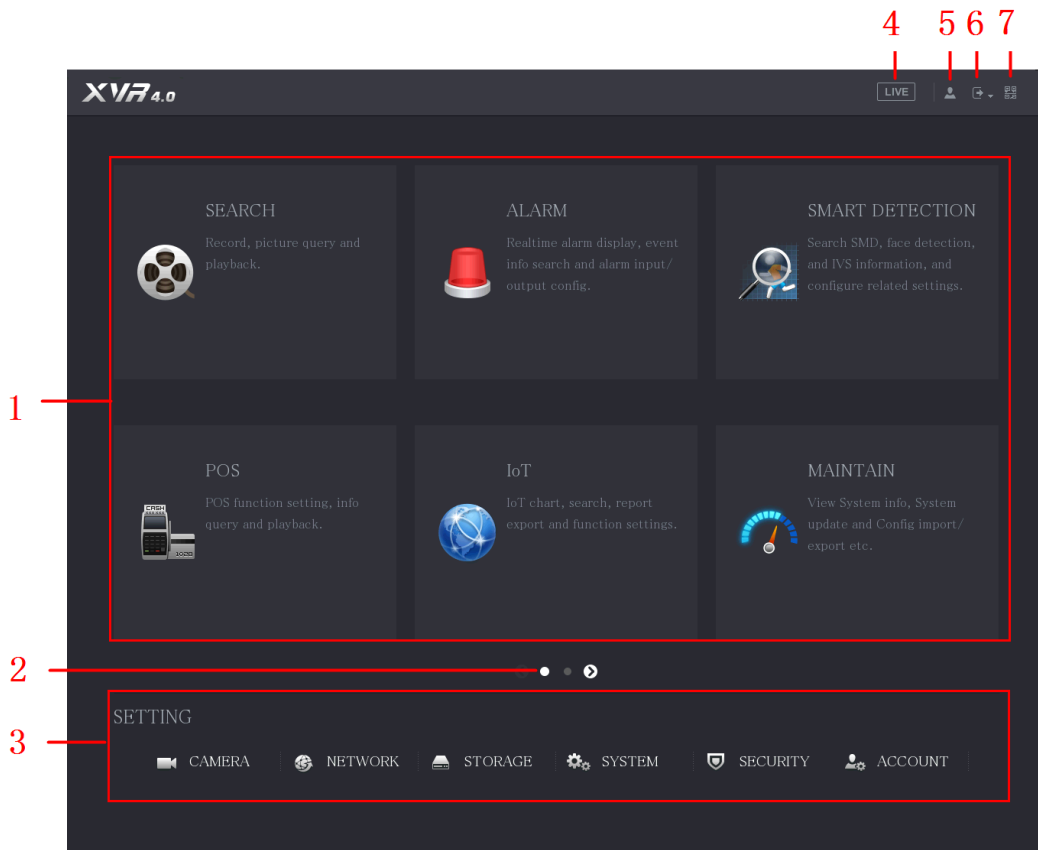 4 5 6 7
XVR 4.0
LIVE
SEARCH
Record, picture query and
playback.
ALARM
Realtime alarm display, event
info search and alarm input/
output config.
SMART DETECTION
Search SMD, face detection,
and IVS information, and
configure related settings.
1
POS
POS function setting, info
query and playback.
CASH
IoT
IoT chart, search, report
export and function settings.
MAINTAIN
View System info, System
update and Config import/
export etc.
2
3
SETTING
CAMERA NETWORK STORAGE SYSTEM SECURITY ACCOUNT